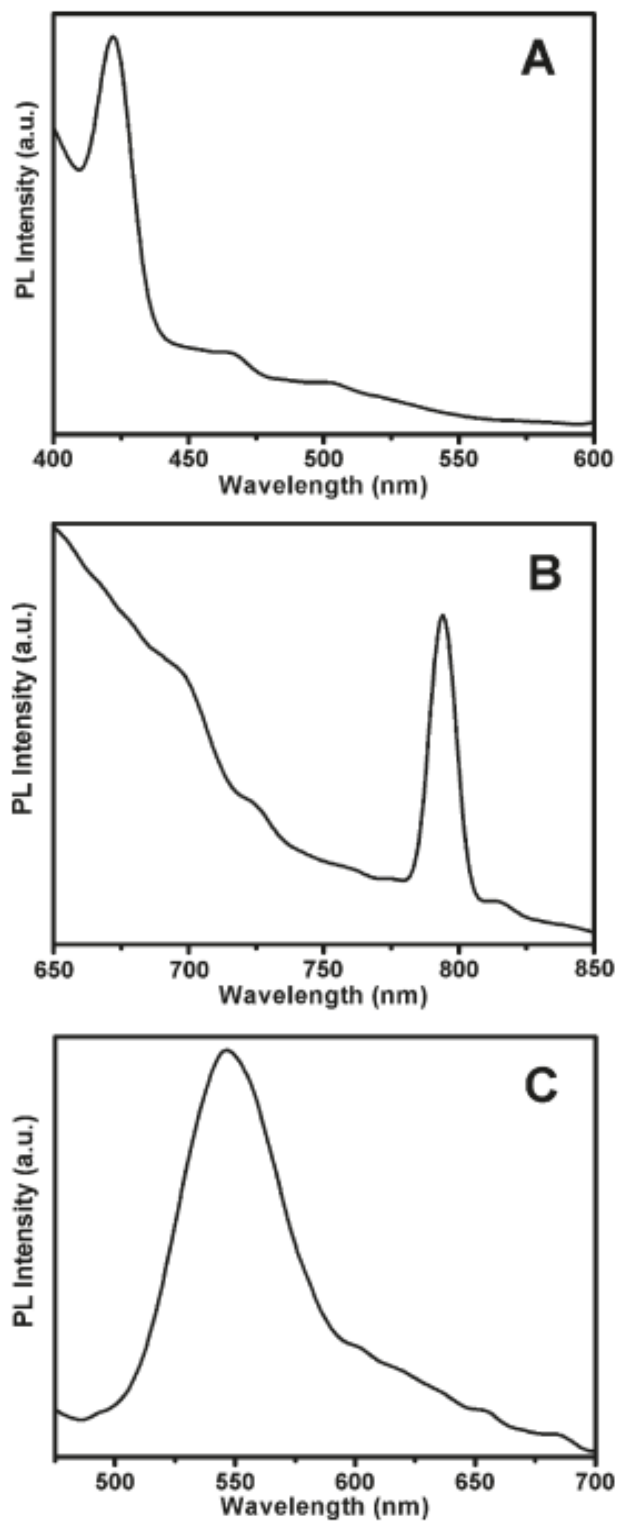 A
PL Intensity (a.u.)
400 450 500 550 600
Wavelength (nm)
B
PL Intensity (a.u.)
650 700 750 800 850
Wavelength (nm)
C
PL Intensity (a.u.)
500 550 600 650 700
Wavelength (nm)